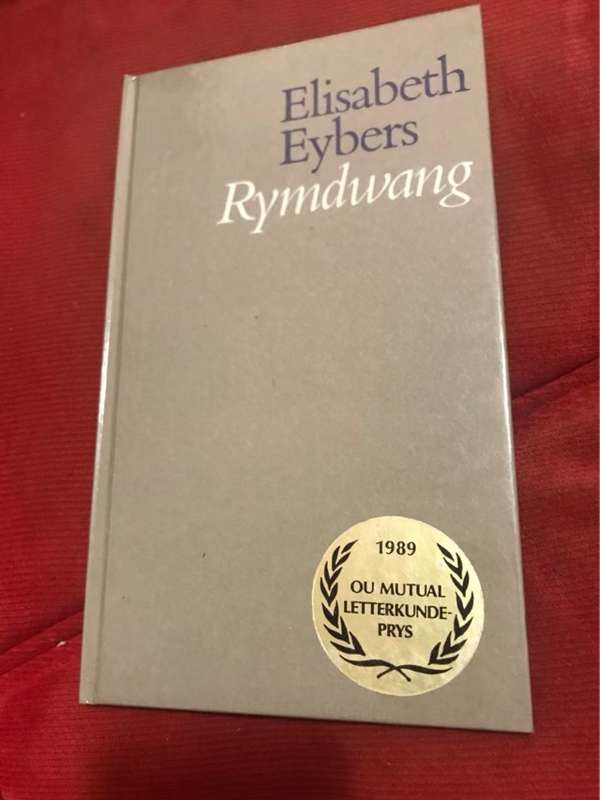 Elisabeth
Eybers
Rymdwang
1989
OU MUTUAL
LETTERKUNDE-
PRYS